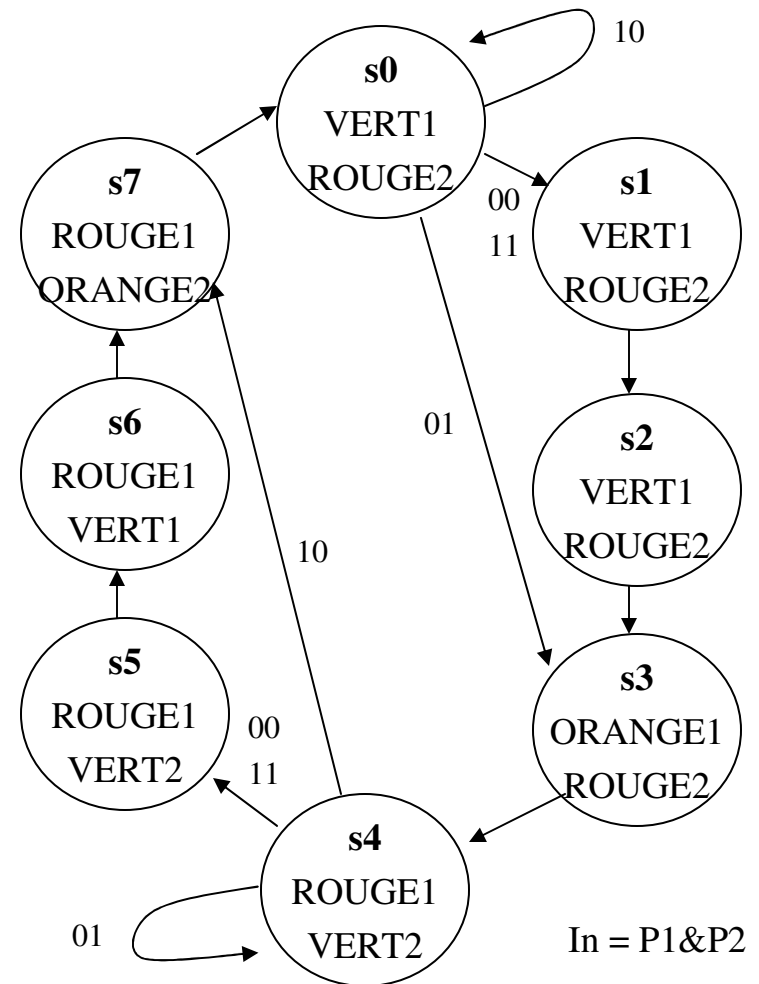 10
s0
VERT1
ROUGE2
s7
ROUGE1
ORANGE2
00
11
s1
VERT1
ROUGE2
s6
ROUGE1
VERT1
01
s2
VERT1
ROUGE2
10
s5
ROUGE1
VERT2
00
11
s3
ORANGE1
ROUGE2
s4
ROUGE1
VERT2
01
In = P1&P2